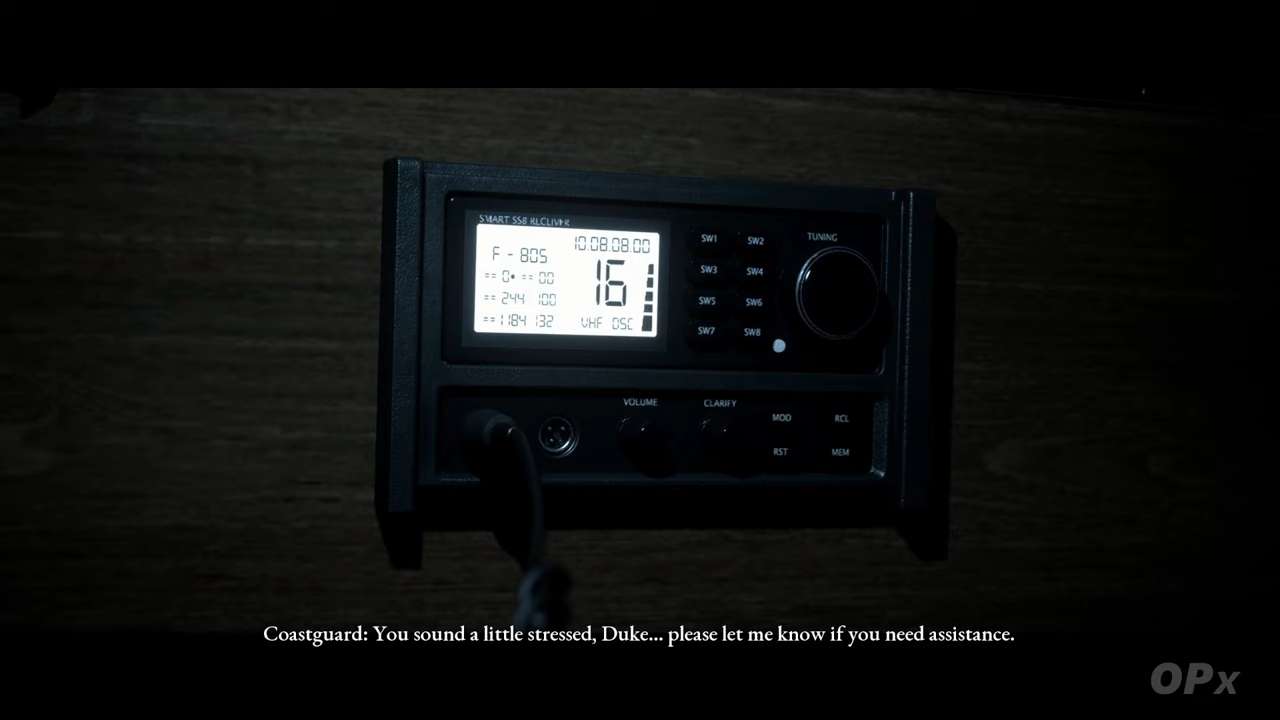 SMART SSB RECLIVER
F - 805
10.08.08.00
== 0• == 00
16
== 244 100
== 1184 132
VHF DSC
SW1 SW2
SW3 SW4
SW5 SW6
SW7 SW8
TUNING
VOLUME
CLARIFY
MOD
RCL
RST
MEM
Coastguard: You sound a little stressed, Duke... please let me know if you need assistance.
OPx